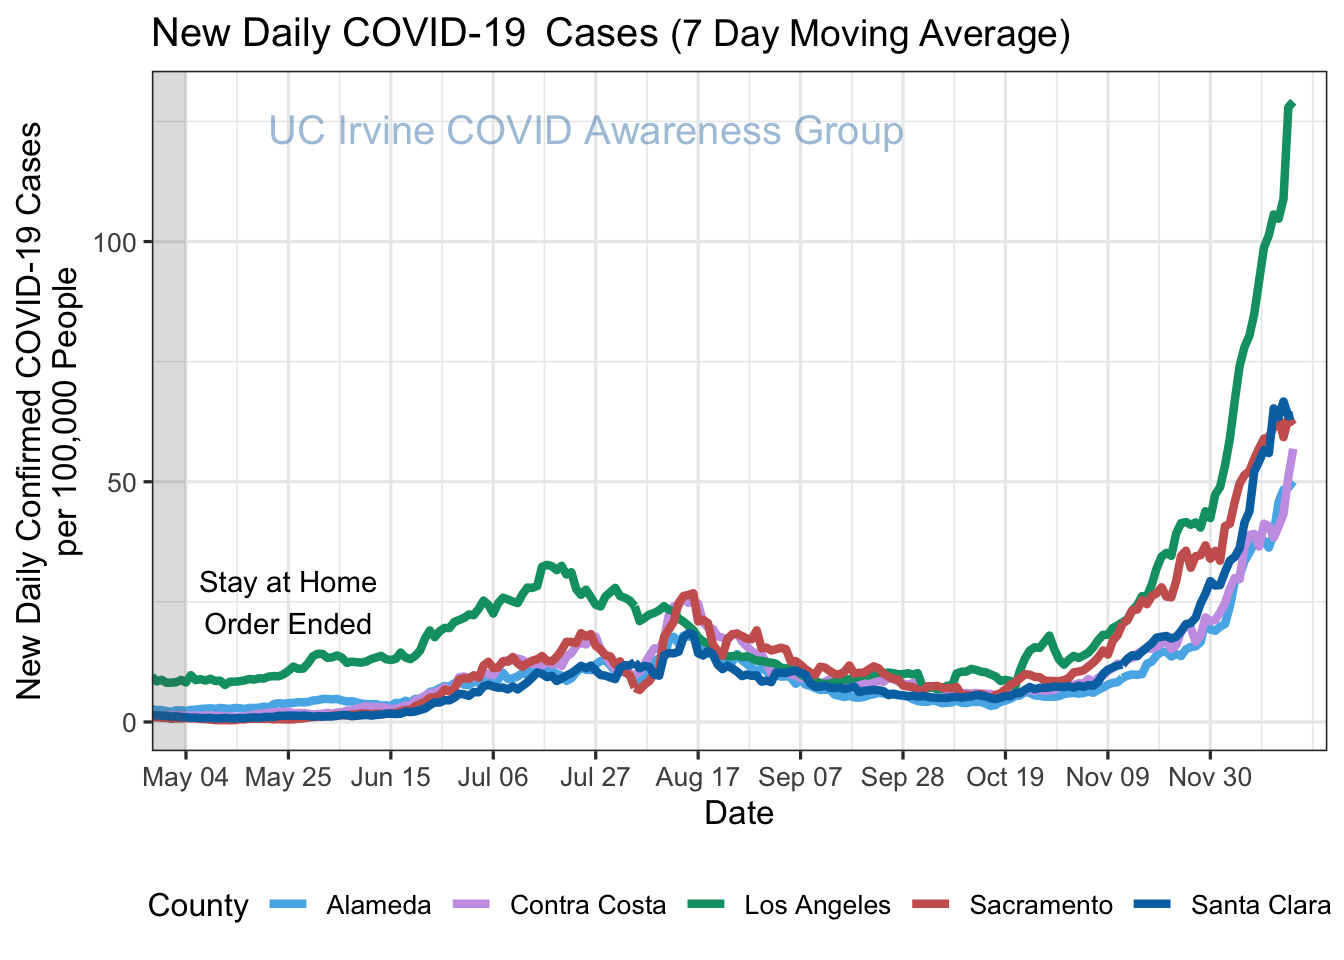 New Daily COVID-19 Cases (7 Day Moving Average)
UC Irvine COVID Awareness Group
New Daily Confirmed COVID-19 Cases
per 100,000 People
100
50
0
Stay at Home
Order Ended
May 04 May 25 Jun 15 Jul 06 Jul 27 Aug 17 Sep 07 Sep 28 Oct 19 Nov 09 Nov 30
Date
County Alameda Contra Costa Los Angeles Sacramento Santa Clara